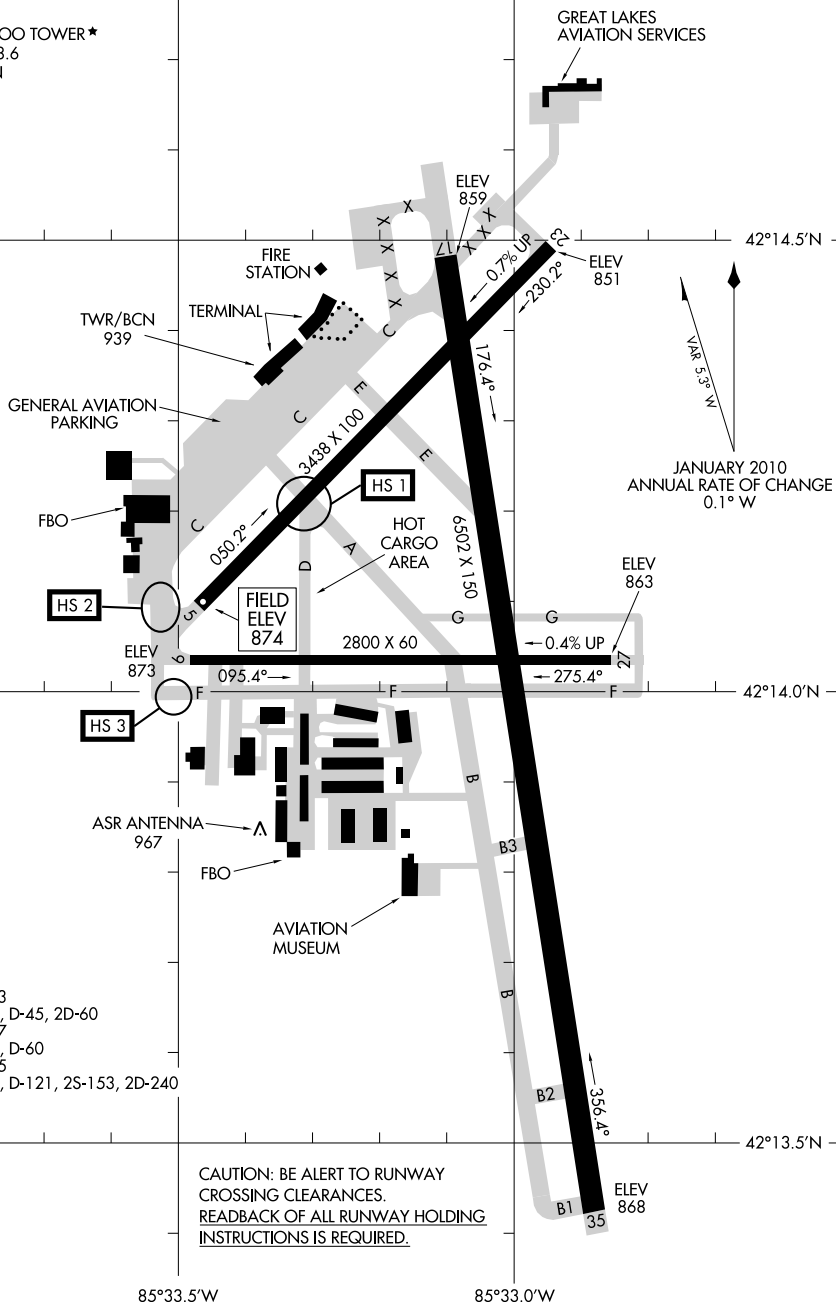 OO TOWER★
3.6
GREAT LAKES
AVIATION SERVICES
ELEV
859
X
X
X
X
X
X
X
X
X
17
23
0.7% UP
230.2°
ELEV
851
42°14.5'N
FIRE
STATION
TERMINAL
TWR/BCN
939
C
176.4°
VAR 5.3° W
GENERAL AVIATION
PARKING
E
C
3438 X 100
E
JANUARY 2010
ANNUAL RATE OF CHANGE
0.1° W
HS 1
FBO
C
050.2°
HOT
CARGO
AREA
A
D
6502 X 150
ELEV
863
HS 2
5
FIELD
ELEV
874
G
G
ELEV
873
9
2800 X 60
0.4% UP
27
095.4°
275.4°
F
F
F
42°14.0'N
HS 3
B
ASR ANTENNA
967
B3
FBO
AVIATION
MUSEUM
B
3
, D-45, 2D-60
7
, D-60
5
, D-121, 2S-153, 2D-240
B2
356.4°
42°13.5'N
CAUTION: BE ALERT TO RUNWAY
CROSSING CLEARANCES.
READBACK OF ALL RUNWAY HOLDING
INSTRUCTIONS IS REQUIRED.
B1
35
ELEV
868
85°33.5'W
85°33.0'W